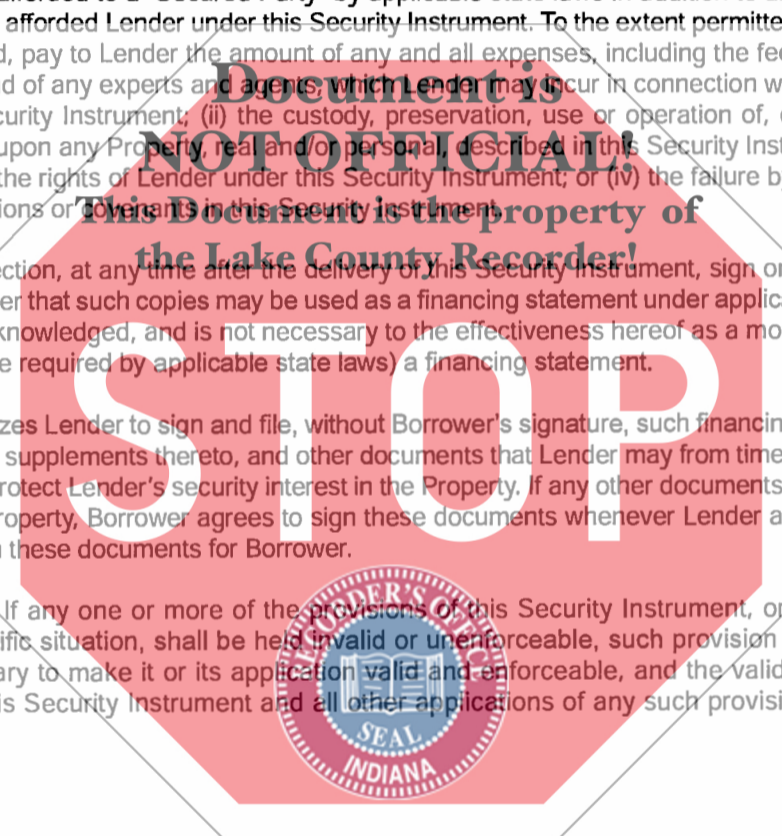 afforded Lender under this Security Instrument. To the extent permitte
d, pay to Lender the amount of any and all expenses, including the fee
d of any experts and agents, which Lender may incur in connection w
Document is
curity Instrument; (ii) the custody, preservation, use or operation of,
upon any Property, real and/or personal, described in this Security Inst
NOT OFFICIAL!
the rights of Lender under this Security Instrument; or (iv) the failure b
ions or covenants in this Security instrument.
This Document is the property of
the Lake County Recorder!
ection, at any time after the delivery of this Security Instrument, sign or
er that such copies may be used as a financing statement under applic
knowledged, and is not necessary to the effectiveness hereof as a mo
e required by applicable state laws) a financing statement.
STOP
zes Lender to sign and file, without Borrower's signature, such financin
supplements thereto, and other documents that Lender may from time
rotect Lender's security interest in the Property. If any other documents
roperty, Borrower agrees to sign these documents whenever Lender a
these documents for Borrower.
If any one or more of the provisions of this Security Instrument, or
ific situation, shall be held invalid or unenforceable, such provision
ary to make it or its application valid and enforceable, and the valid
is Security Instrument and all other applications of any such provisi
RECORDER'S OFFICE
SEAL
INDIANA